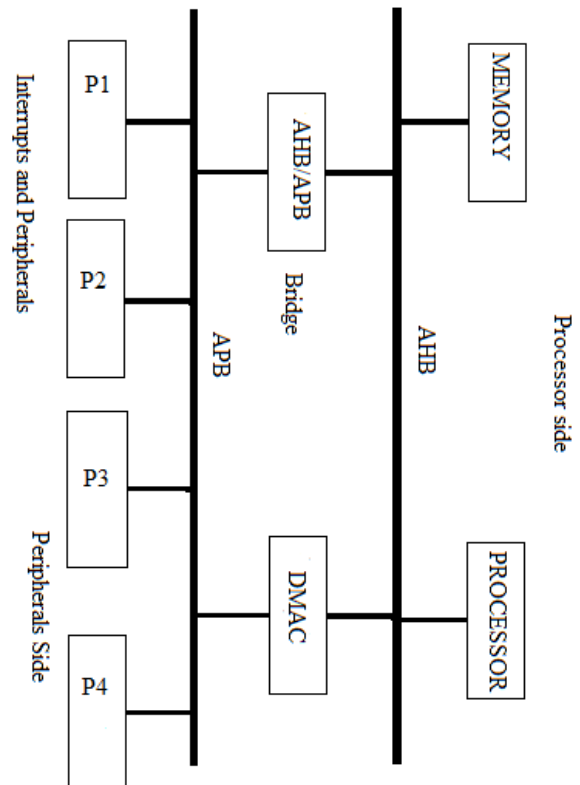 Processor side
MEMORY
PROCESSOR
AHB
AHB/APB
Bridge
DMAC
APB
P1
P2
P3
P4
Interrupts and Peripherals
Peripherals Side